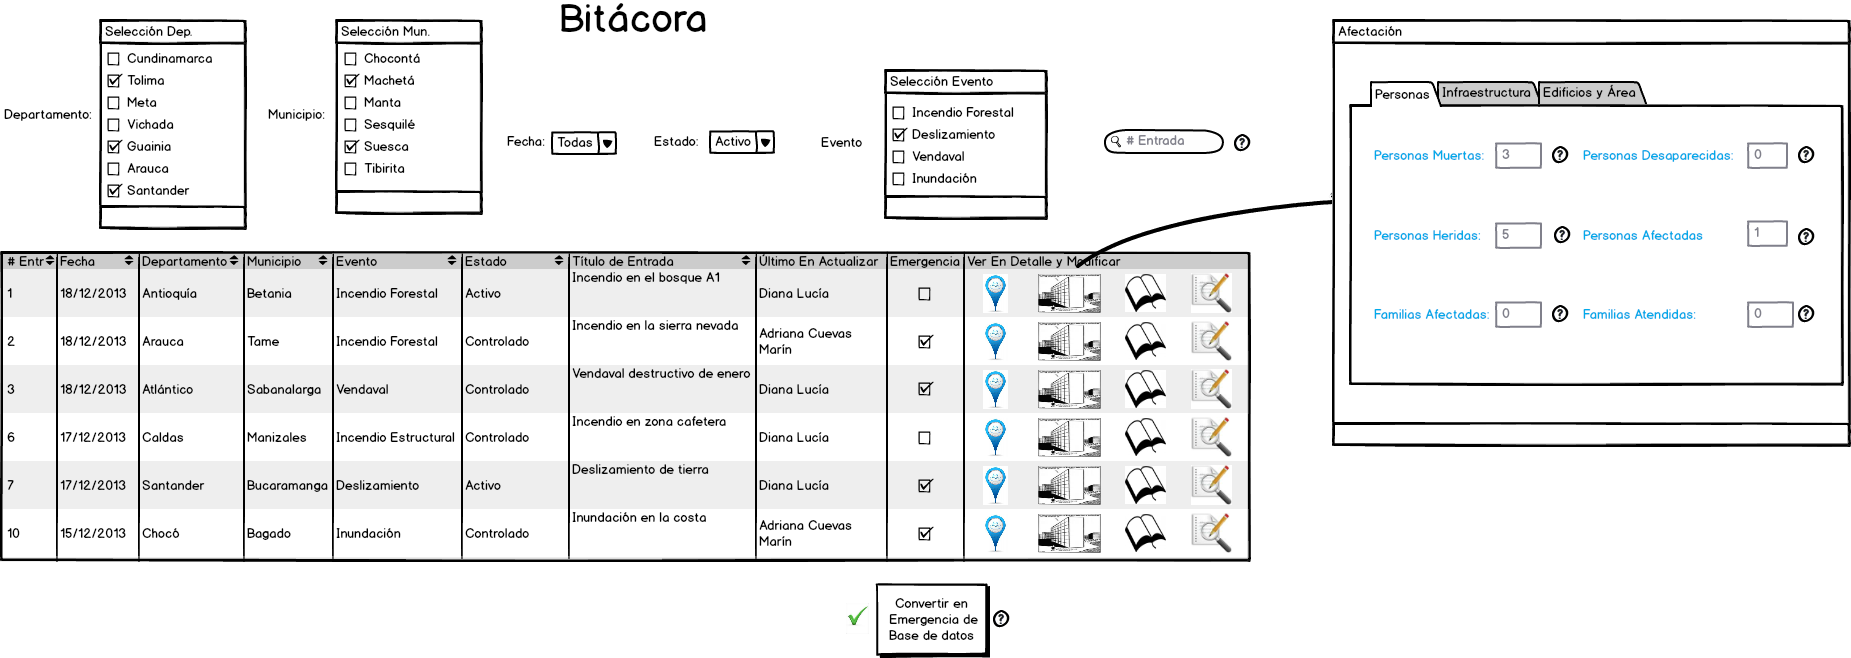 Bitácora
Selección Dep.
Departamento:
Cundinamarca
Tolima
Meta
Vichada
Guainia
Arauca
Santander
Selección Mun.
Municipio:
Chocontá
Machetá
Manta
Sesquilé
Suesca
Tibirita
Fecha: Todas
Estado: Activo
Evento
Selección Evento
Incendio Forestal
Deslizamiento
Vendaval
Inundación
# Entrada ?
# Entr Fecha Departamento Municipio Evento Estado Título de Entrada Último En Actualizar Emergencia Ver En Detalle y Modificar
1 18/12/2013 Antioquía Betania Incendio Forestal Activo Incendio en el bosque A1 Diana Lucía
2 18/12/2013 Arauca Tame Incendio Forestal Controlado Incendio en la sierra nevada Adriana Cuevas
Marín
3 18/12/2013 Atlántico Sabanalarga Vendaval Controlado Vendaval destructivo de enero Diana Lucía
6 17/12/2013 Caldas Manizales Incendio Estructural Controlado Incendio en zona cafetera Diana Lucía
7 17/12/2013 Santander Bucaramanga Deslizamiento Activo Deslizamiento de tierra Diana Lucía
10 15/12/2013 Chocó Bagado Inundación Controlado Inundación en la costa Adriana Cuevas
Marín
Convertir en
Emergencia de
Base de datos
?
Afectación
Personas Infraestructura Edificios y Área
Personas Muertas: 3 ? Personas Desaparecidas: 0 ?
Personas Heridas: 5 ? Personas Afectadas 1 ?
Familias Afectadas: 0 ? Familias Atendidas: 0 ?